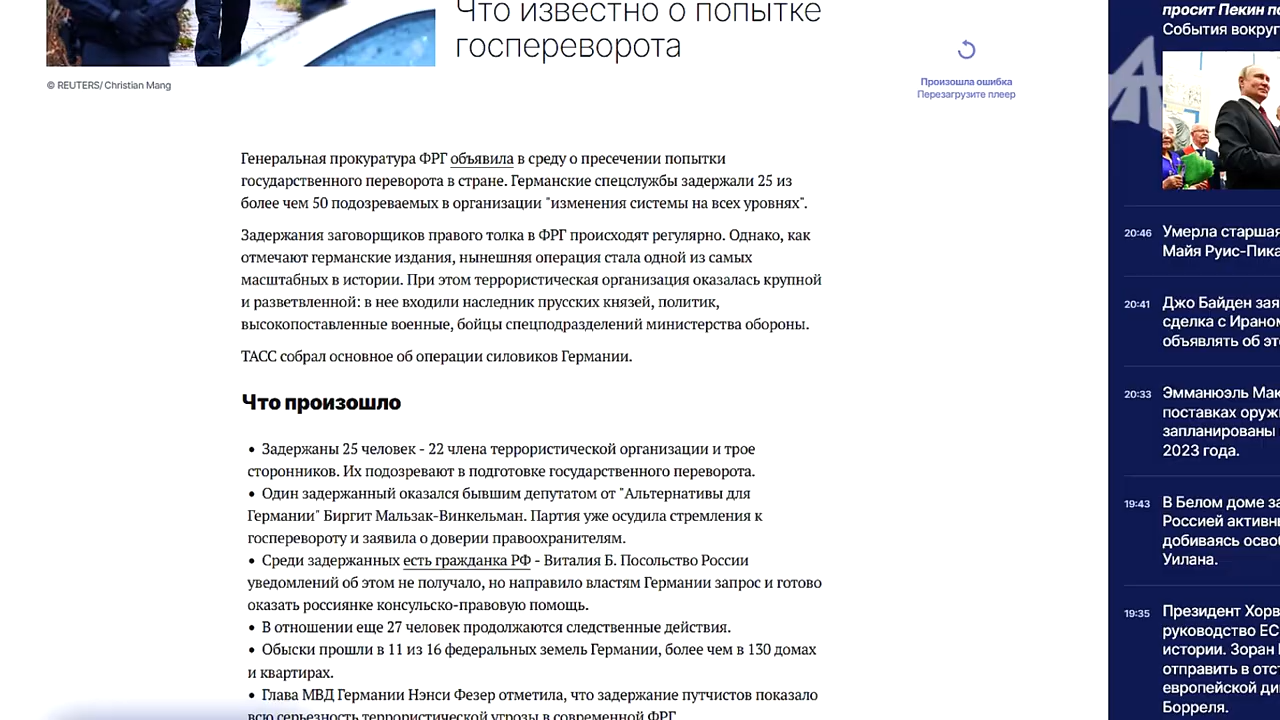 Что известно о попытке
госпереворота
© REUTERS/ Christian Mang
Произошла ошибка
Перезагрузите плеер
Генеральная прокуратура ФРГ объявила в среду о пресечении попытки
государственного переворота в стране. Германские спецслужбы задержали 25 из
более чем 50 подозреваемых в организации "изменения системы на всех уровнях".
Задержания заговорщиков правого толка в ФРГ происходят регулярно. Однако, как
отмечают германские издания, нынешняя операция стала одной из самых
масштабных в истории. При этом террористическая организация оказалась крупной
и разветвленной: в нее входили наследник прусских князей, политик,
высокопоставленные военные, бойцы спецподразделений министерства обороны.
ТАСС собрал основное об операции силовиков Германии.
Что произошло
• Задержаны 25 человек - 22 члена террористической организации и трое
сторонников. Их подозревают в подготовке государственного переворота.
• Один задержанный оказался бывшим депутатом от "Альтернативы для
Германии" Биргит Мальзак-Винкельман. Партия уже осудила стремления к
госперевороту и заявила о доверии правоохранителям.
• Среди задержанных есть гражданка РФ - Виталия Б. Посольство России
уведомлений об этом не получало, но направило властям Германии запрос и готово
оказать россиянке консульско-правовую помощь.
• В отношении еще 27 человек продолжаются следственные действия.
• Обыски прошли в 11 из 16 федеральных земель Германии, более чем в 130 домах
и квартирах.
• Глава МВД Германии Нэнси Фезер отметила, что задержание путчистов показало
всю серьезность террористической угрозы в современной ФРГ.
просит Пекин
События вокруг
20:46 Умерла старшая
Майя Руис-Пика
20:41 Джо Байден зая
сделка с Ираном
объявлять об эт
20:33 Эммануэль Мак
поставках оруж
запланированы
2023 года.
19:43 В Белом доме за
Россией активн
добиваясь осво
Уилана.
19:35 Президент Хорв
руководство ЕС
истории. Зоран
отправить в отст
европейской ди
Борреля.